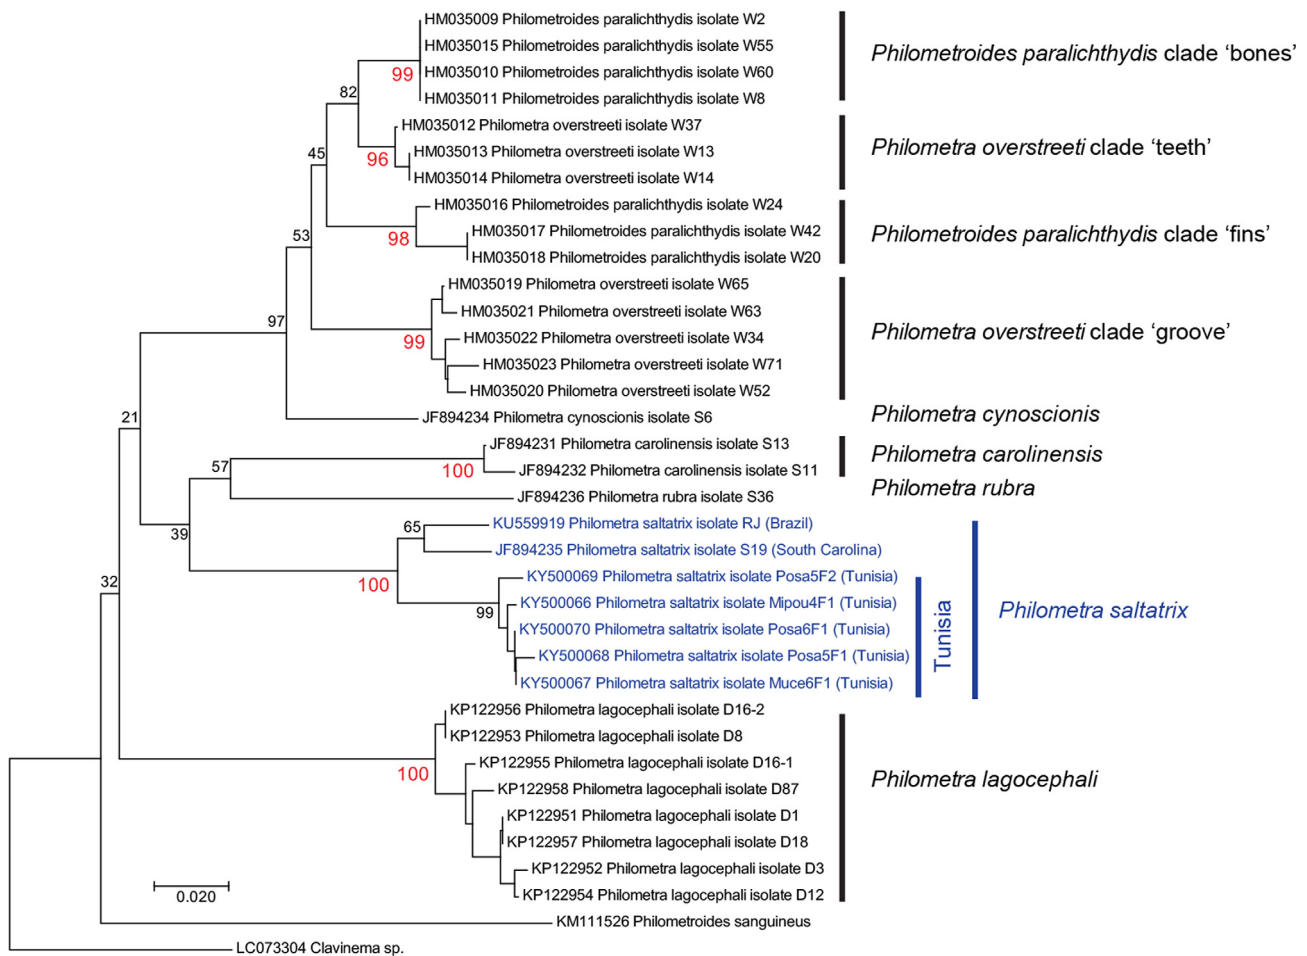 HM035009 Philometroides paralichthydis isolate W2
HM035015 Philometroides paralichthydis isolate W55
HM035010 Philometroides paralichthydis isolate W60
HM035011 Philometroides paralichthydis isolate W8
Philometroides paralichthydis clade ‘bones’
99
82
HM035012 Philometra overstreeti isolate W37
HM035013 Philometra overstreeti isolate W13
HM035014 Philometra overstreeti isolate W14
Philometra overstreeti clade ‘teeth’
96
45
HM035016 Philometroides paralichthydis isolate W24
HM035017 Philometroides paralichthydis isolate W42
HM035018 Philometroides paralichthydis isolate W20
Philometroides paralichthydis clade ‘fins’
98
53
HM035019 Philometra overstreeti isolate W65
HM035021 Philometra overstreeti isolate W63
HM035022 Philometra overstreeti isolate W34
HM035023 Philometra overstreeti isolate W71
HM035020 Philometra overstreeti isolate W52
Philometra overstreeti clade ‘groove’
99
97
JF894234 Philometra cynoscionis isolate S6
Philometra cynoscionis
21
JF894231 Philometra carolinensis isolate S13
JF894232 Philometra carolinensis isolate S11
Philometra carolinensis
100
57
JF894236 Philometra rubra isolate S36
Philometra rubra
39
KU559919 Philometra saltatrix isolate RJ (Brazil)
65
JF894235 Philometra saltatrix isolate S19 (South Carolina)
100
KY500069 Philometra saltatrix isolate Posa5F2 (Tunisia)
KY500066 Philometra saltatrix isolate Mipou4F1 (Tunisia)
99
KY500070 Philometra saltatrix isolate Posa6F1 (Tunisia)
KY500068 Philometra saltatrix isolate Posa5F1 (Tunisia)
KY500067 Philometra saltatrix isolate Muce6F1 (Tunisia)
Tunisia
Philometra saltatrix
32
KP122956 Philometra lagocephali isolate D16-2
KP122953 Philometra lagocephali isolate D8
KP122955 Philometra lagocephali isolate D16-1
100
KP122958 Philometra lagocephali isolate D87
KP122951 Philometra lagocephali isolate D1
KP122957 Philometra lagocephali isolate D18
KP122952 Philometra lagocephali isolate D3
KP122954 Philometra lagocephali isolate D12
Philometra lagocephali
0.020
KM111526 Philometroides sanguineus
LC073304 Clavinema sp.